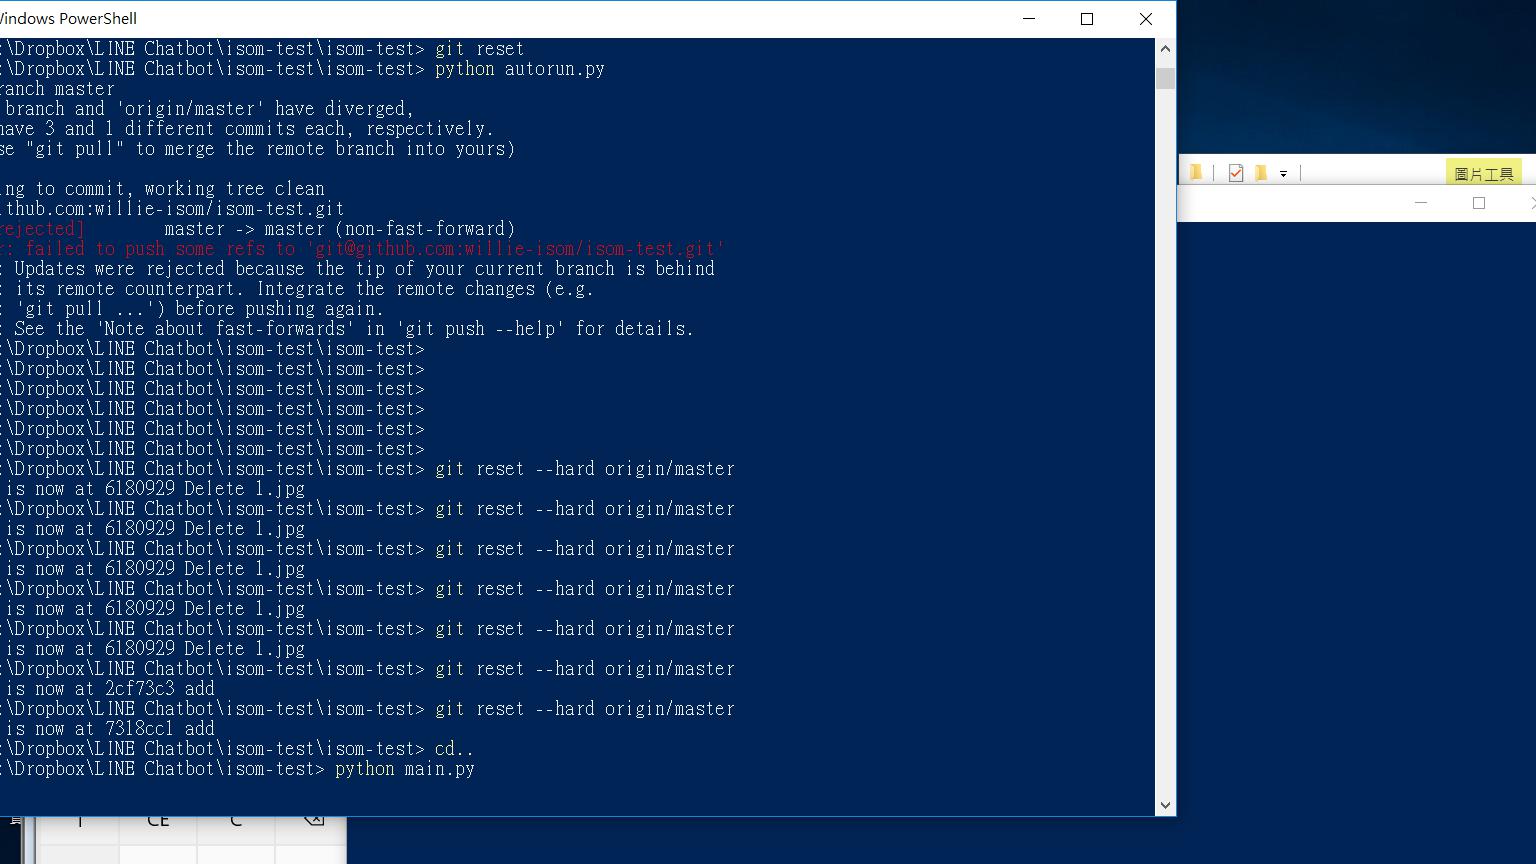 Windows PowerShell
:\Dropbox\LINE Chatbot\isom-test\isom-test> git reset
:\Dropbox\LINE Chatbot\isom-test\isom-test> python autorun.py
ranch master
branch and 'origin/master' have diverged,
have 3 and 1 different commits each, respectively.
se "git pull" to merge the remote branch into yours)
ing to commit, working tree clean
ithub.com:willie-isom/isom-test.git
rejected]        master -> master (non-fast-forward)
r: failed to push some refs to 'git@github.com:willie-isom/isom-test.git'
: Updates were rejected because the tip of your current branch is behind
: its remote counterpart. Integrate the remote changes (e.g.
: 'git pull ...') before pushing again.
: See the 'Note about fast-forwards' in 'git push --help' for details.
:\Dropbox\LINE Chatbot\isom-test\isom-test>
:\Dropbox\LINE Chatbot\isom-test\isom-test>
:\Dropbox\LINE Chatbot\isom-test\isom-test>
:\Dropbox\LINE Chatbot\isom-test\isom-test>
:\Dropbox\LINE Chatbot\isom-test\isom-test>
:\Dropbox\LINE Chatbot\isom-test\isom-test>
:\Dropbox\LINE Chatbot\isom-test\isom-test> git reset --hard origin/master
is now at 6180929 Delete 1.jpg
:\Dropbox\LINE Chatbot\isom-test\isom-test> git reset --hard origin/master
is now at 6180929 Delete 1.jpg
:\Dropbox\LINE Chatbot\isom-test\isom-test> git reset --hard origin/master
is now at 6180929 Delete 1.jpg
:\Dropbox\LINE Chatbot\isom-test\isom-test> git reset --hard origin/master
is now at 6180929 Delete 1.jpg
:\Dropbox\LINE Chatbot\isom-test\isom-test> git reset --hard origin/master
is now at 6180929 Delete 1.jpg
:\Dropbox\LINE Chatbot\isom-test\isom-test> git reset --hard origin/master
is now at 2cf73c3 add
:\Dropbox\LINE Chatbot\isom-test\isom-test> git reset --hard origin/master
is now at 7318cc1 add
:\Dropbox\LINE Chatbot\isom-test\isom-test> cd..
:\Dropbox\LINE Chatbot\isom-test> python main.py
圖片工具
CE
C